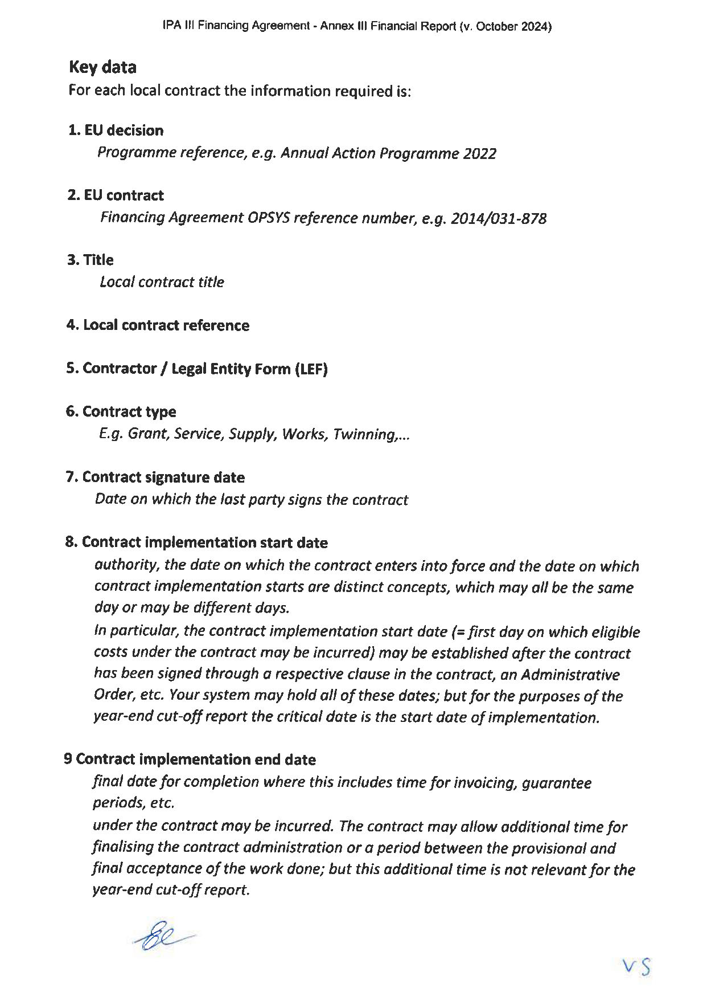 IPA III Financing Agreement - Annex III Financial Report (v. October 2024)
Key data
For each local contract the information required is:
1. EU decision
Programme reference, e.g. Annual Action Programme 2022
2. EU contract
Financing Agreement OPSYS reference number, e.g. 2014/031-878
3. Title
Local contract title
4. Local contract reference
5. Contractor / Legal Entity Form (LEF)
6. Contract type
E.g. Grant, Service, Supply, Works, Twinning,...
7. Contract signature date
Date on which the last party signs the contract
8. Contract implementation start date
authority, the date on which the contract enters into force and the date on which
contract implementation starts are distinct concepts, which may all be the same
day or may be different days.
In particular, the contract implementation start date (= first day on which eligible
costs under the contract may be incurred) may be established after the contract
has been signed through a respective clause in the contract, an Administrative
Order, etc. Your system may hold all of these dates; but for the purposes of the
year-end cut-off report the critical date is the start date of implementation.
9 Contract implementation end date
final date for completion where this includes time for invoicing, guarantee
periods, etc.
under the contract may be incurred. The contract may allow additional time for
finalising the contract administration or a period between the provisional and
final acceptance of the work done; but this additional time is not relevant for the
year-end cut-off report.
VS